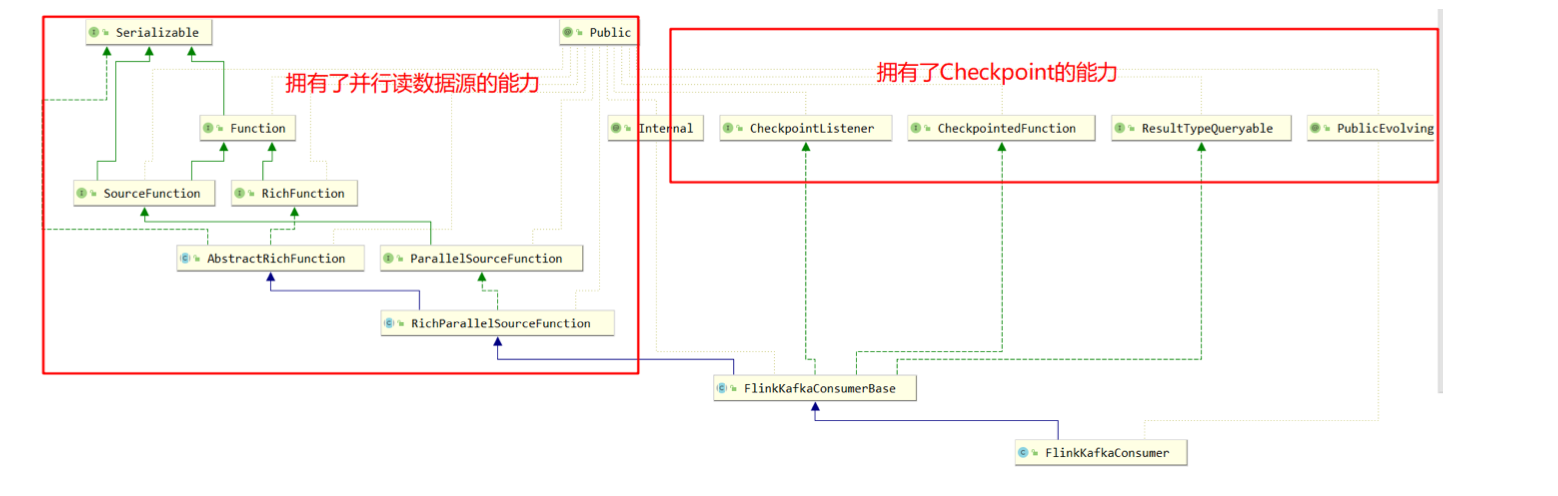 Serializable
Public
拥有了并行读数据源的能力
拥有了Checkpoint的能力
Function
Internal
CheckpointListener
CheckpointedFunction
ResultTypeQueryable
PublicEvolving
SourceFunction
RichFunction
AbstractRichFunction
ParallelSourceFunction
RichParallelSourceFunction
FlinkKafkaConsumerBase
FlinkKafkaConsumer